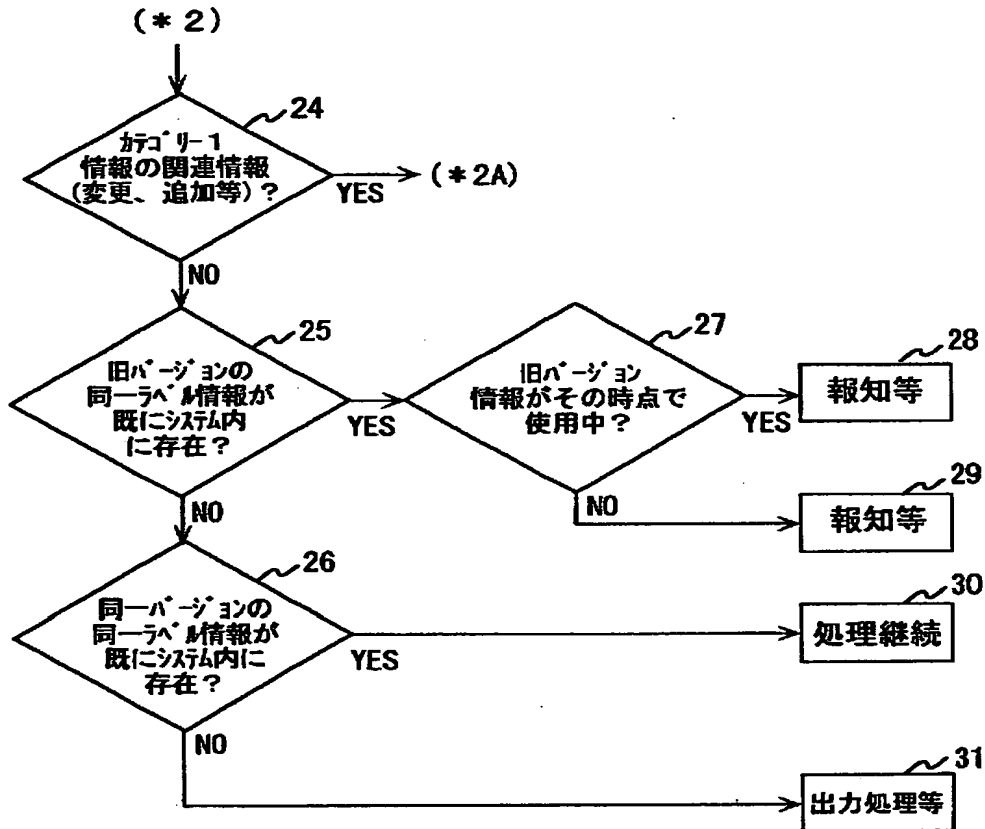 (＊2)
24
ｶﾃｺﾞﾘｰ1
情報の関連情報
(変更、追加等)？
YES
(＊2A)
NO
25
旧ﾊﾞｰｼﾞｮﾝの
同一ﾗﾍﾞﾙ情報が
既にｼｽﾃﾑ内
に存在？
YES
27
旧ﾊﾞｰｼﾞｮﾝ
情報がその時点で
使用中？
YES
28
報知等
NO
29
報知等
NO
26
同一ﾊﾞｰｼﾞｮﾝの
同一ﾗﾍﾞﾙ情報が
既にｼｽﾃﾑ内に
存在？
YES
30
処理継続
NO
31
出力処理等